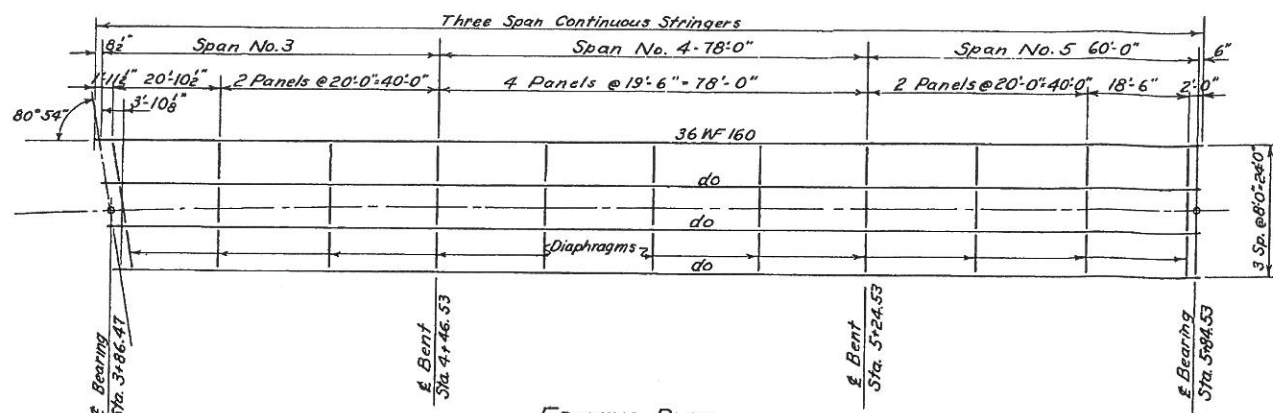 Three Span Continuous Stringers
8½" Span No.3 Span No. 4-78'-0" Span No. 5 60'-0" 6"
1'-11½" 20'-10½" 2 Panels @20'-0"=40'-0" 4 Panels @19'-6"=78'-0" 2 Panels@20'-0"=40'-0" 18'-6" 2'-0"
3'-10⅛"
80°54'
36 WF 160
do
do
Diaphragms
do
3 Sp.@8'-0"=24'-0"
℄ Bearing
Sta. 3+86.47
℄ Bent
Sta. 4+46.53
℄ Bent
Sta. 5+24.53
℄ Bearing
Sta. 5+84.53